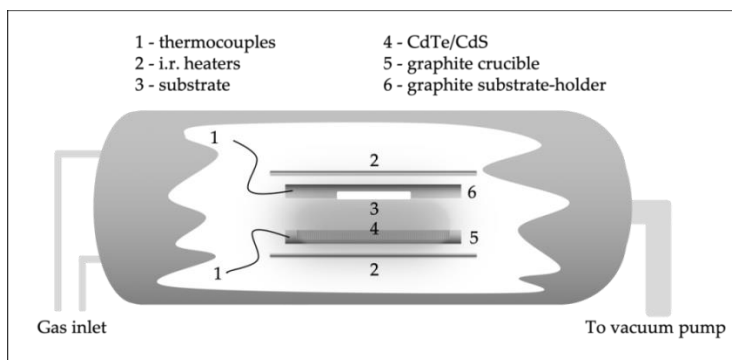 1 - thermocouples
2 - i.r. heaters
3 - substrate
4 - CdTe/CdS
5 - graphite crucible
6 - graphite substrate-holder
1
2
6
3
4
5
1
2
Gas inlet
To vacuum pump